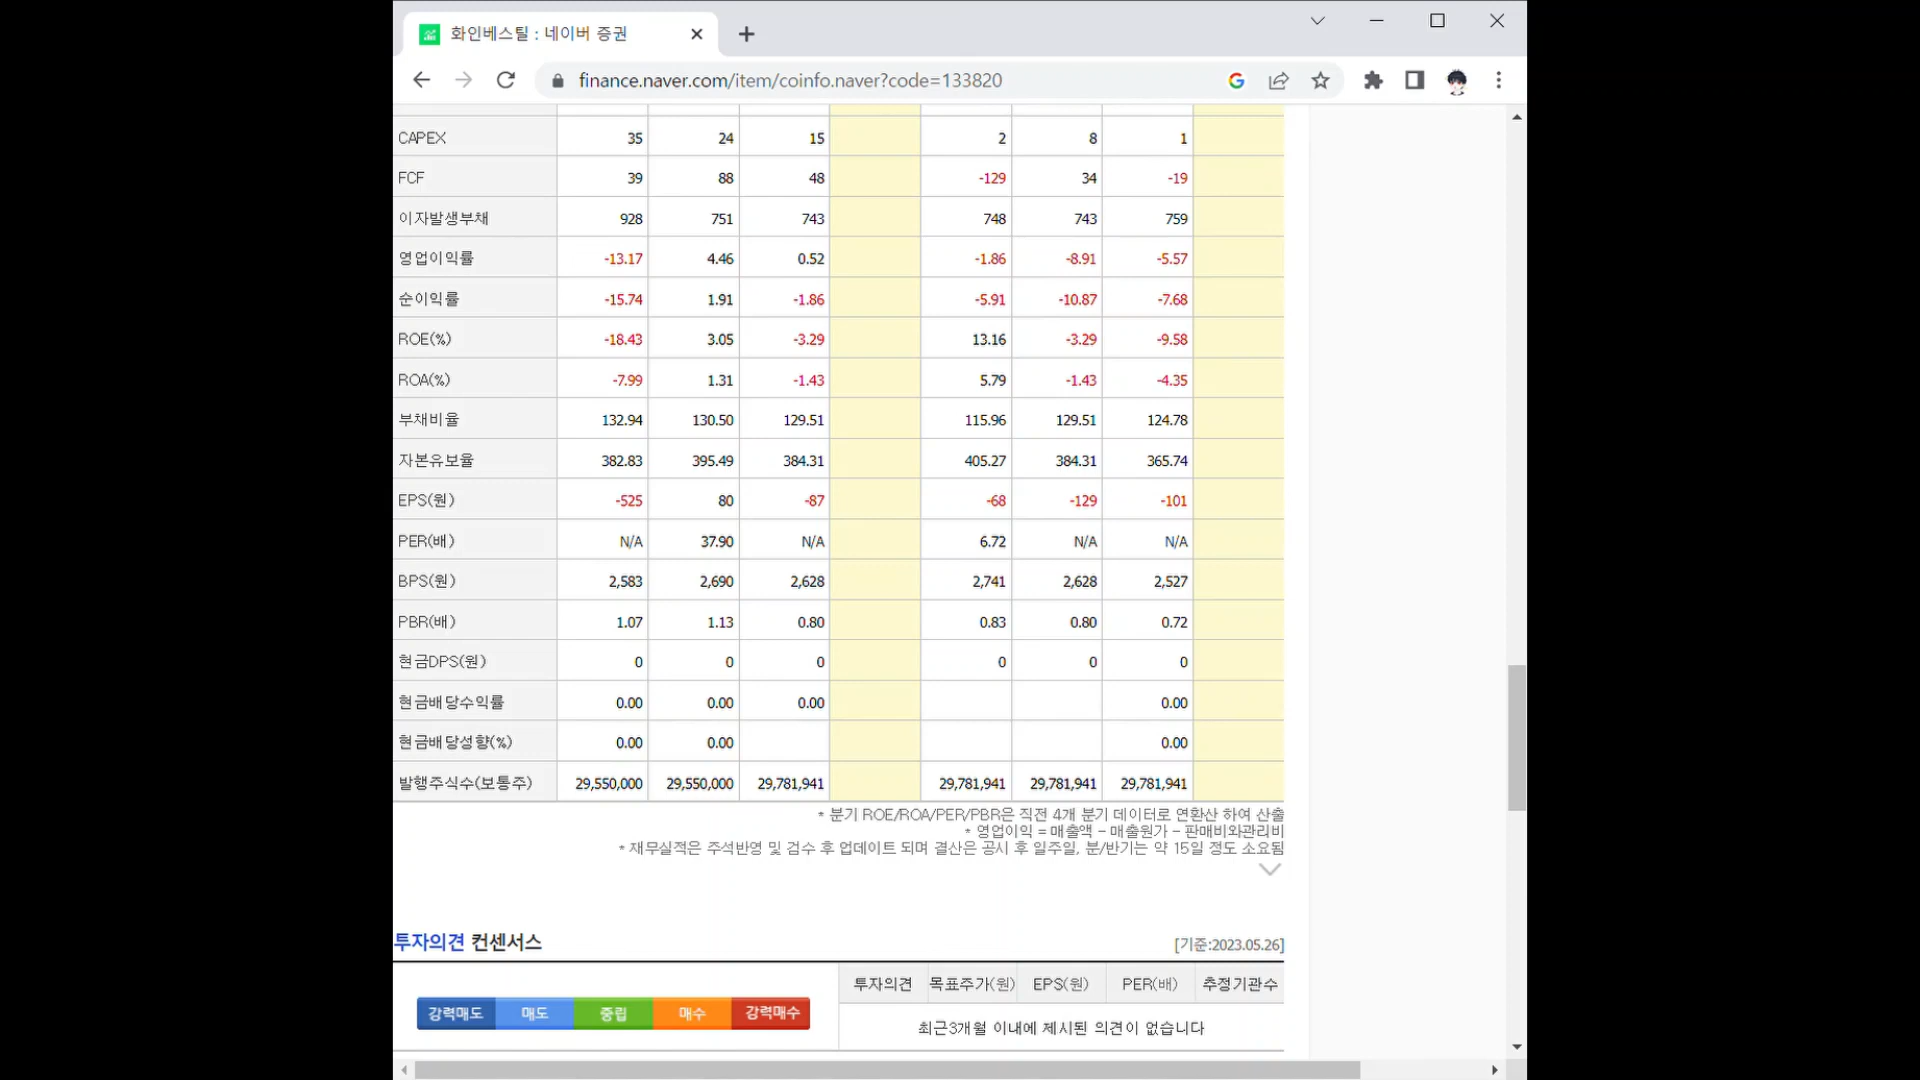 화인베스틸 : 네이버 증권
finance.naver.com/item/coinfo.naver?code=133820
CAPEX 35 24 15 2 8 1
FCF 39 88 48 -129 34 -19
이자발생부채 928 751 743 748 743 759
영업이익률 -13.17 4.46 0.52 -1.86 -8.91 -5.57
순이익률 -15.74 1.91 -1.86 -5.91 -10.87 -7.68
ROE(%) -18.43 3.05 -3.29 13.16 -3.29 -9.58
ROA(%) -7.99 1.31 -1.43 5.79 -1.43 -4.35
부채비율 132.94 130.50 129.51 115.96 129.51 124.78
자본유보율 382.83 395.49 384.31 405.27 384.31 365.74
EPS(원) -525 80 -87 -68 -129 -101
PER(배) N/A 37.90 N/A 6.72 N/A N/A
BPS(원) 2,583 2,690 2,628 2,741 2,628 2,527
PBR(배) 1.07 1.13 0.80 0.83 0.80 0.72
현금DPS(원) 0 0 0 0 0 0
현금배당수익률 0.00 0.00 0.00 0.00
현금배당성향(%) 0.00 0.00 0.00
발행주식수(보통주) 29,550,000 29,550,000 29,781,941 29,781,941 29,781,941 29,781,941
* 분기 ROE/ROA/PER/PBR은 직전 4개 분기 데이터로 연환산 하여 산출
* 영업이익 = 매출액 - 매출원가 - 판매비와관리비
* 재무실적은 주석반영 및 검수 후 업데이트 되며 결산은 공시 후 일주일, 분/반기는 약 15일 정도 소요됨
투자의견 컨센서스 [기준:2023.05.26]
투자의견 목표주가(원) EPS(원) PER(배) 추정기관수
강력매도 매도 중립 매수 강력매수
최근3개월 이내에 제시된 의견이 없습니다